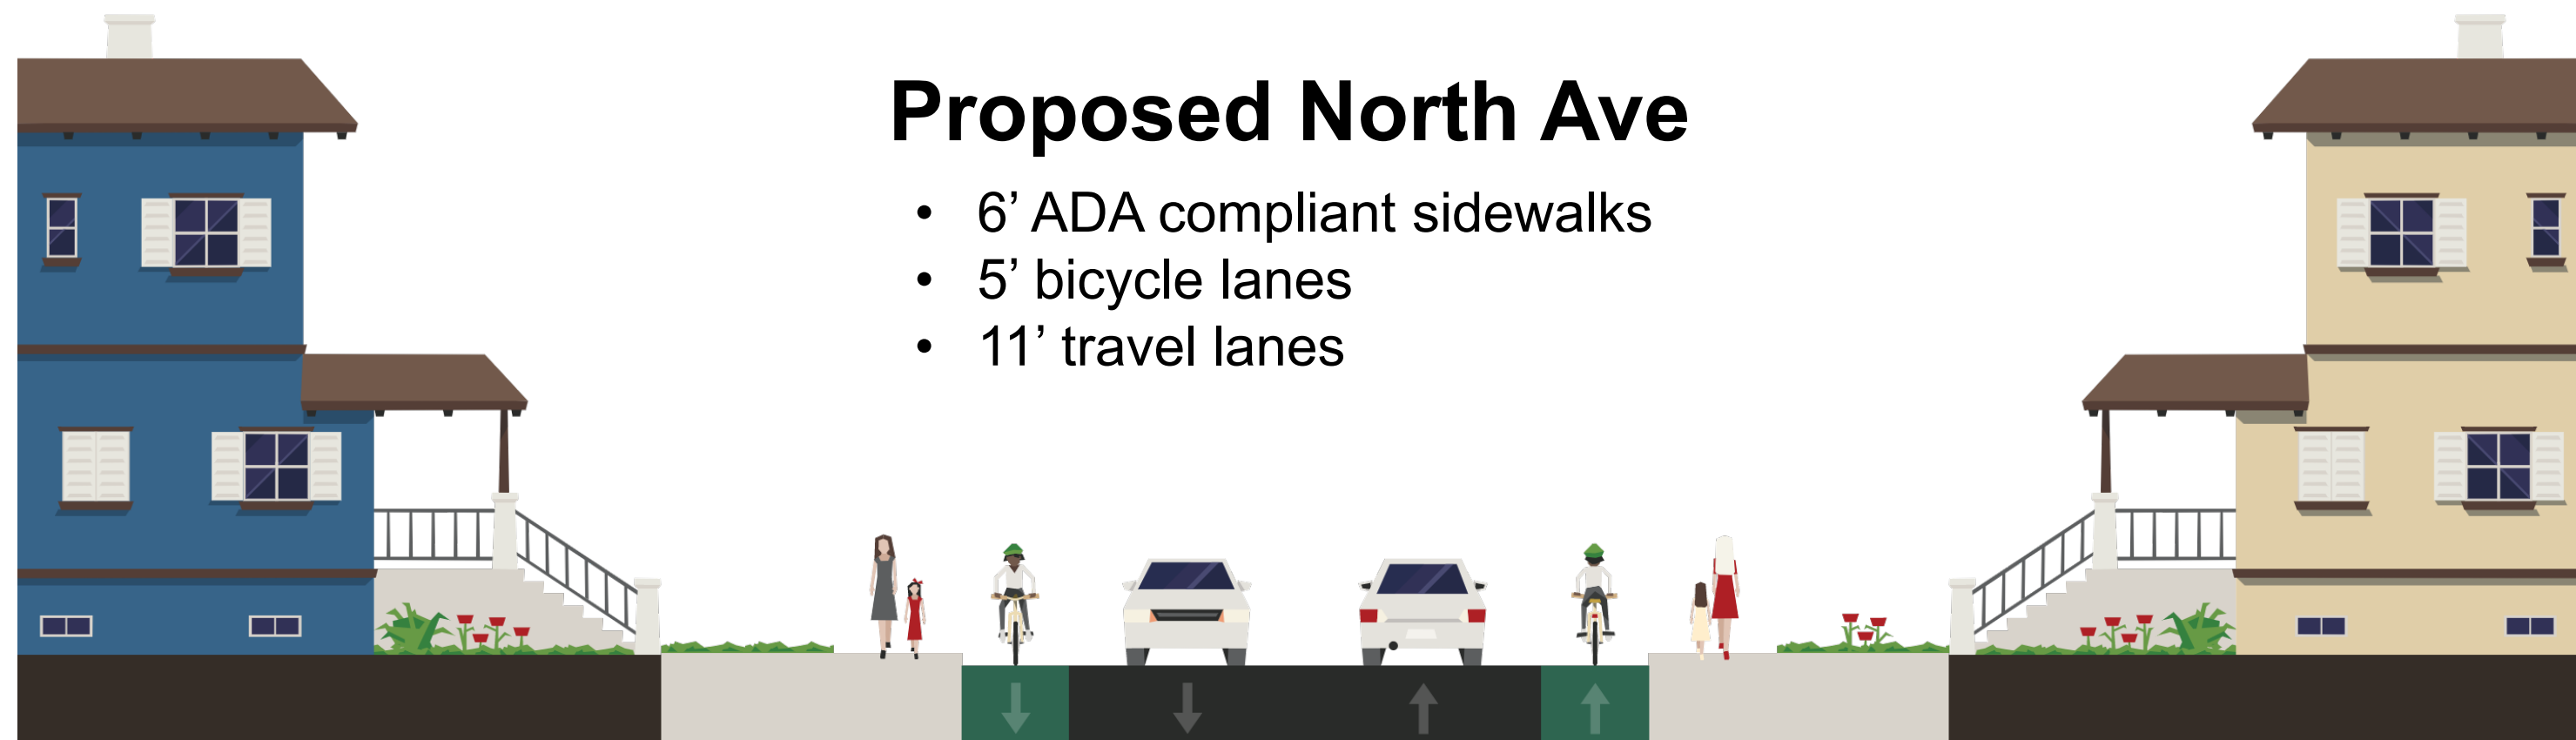 Proposed North Ave
• 6’ ADA compliant sidewalks
• 5’ bicycle lanes
• 11’ travel lanes